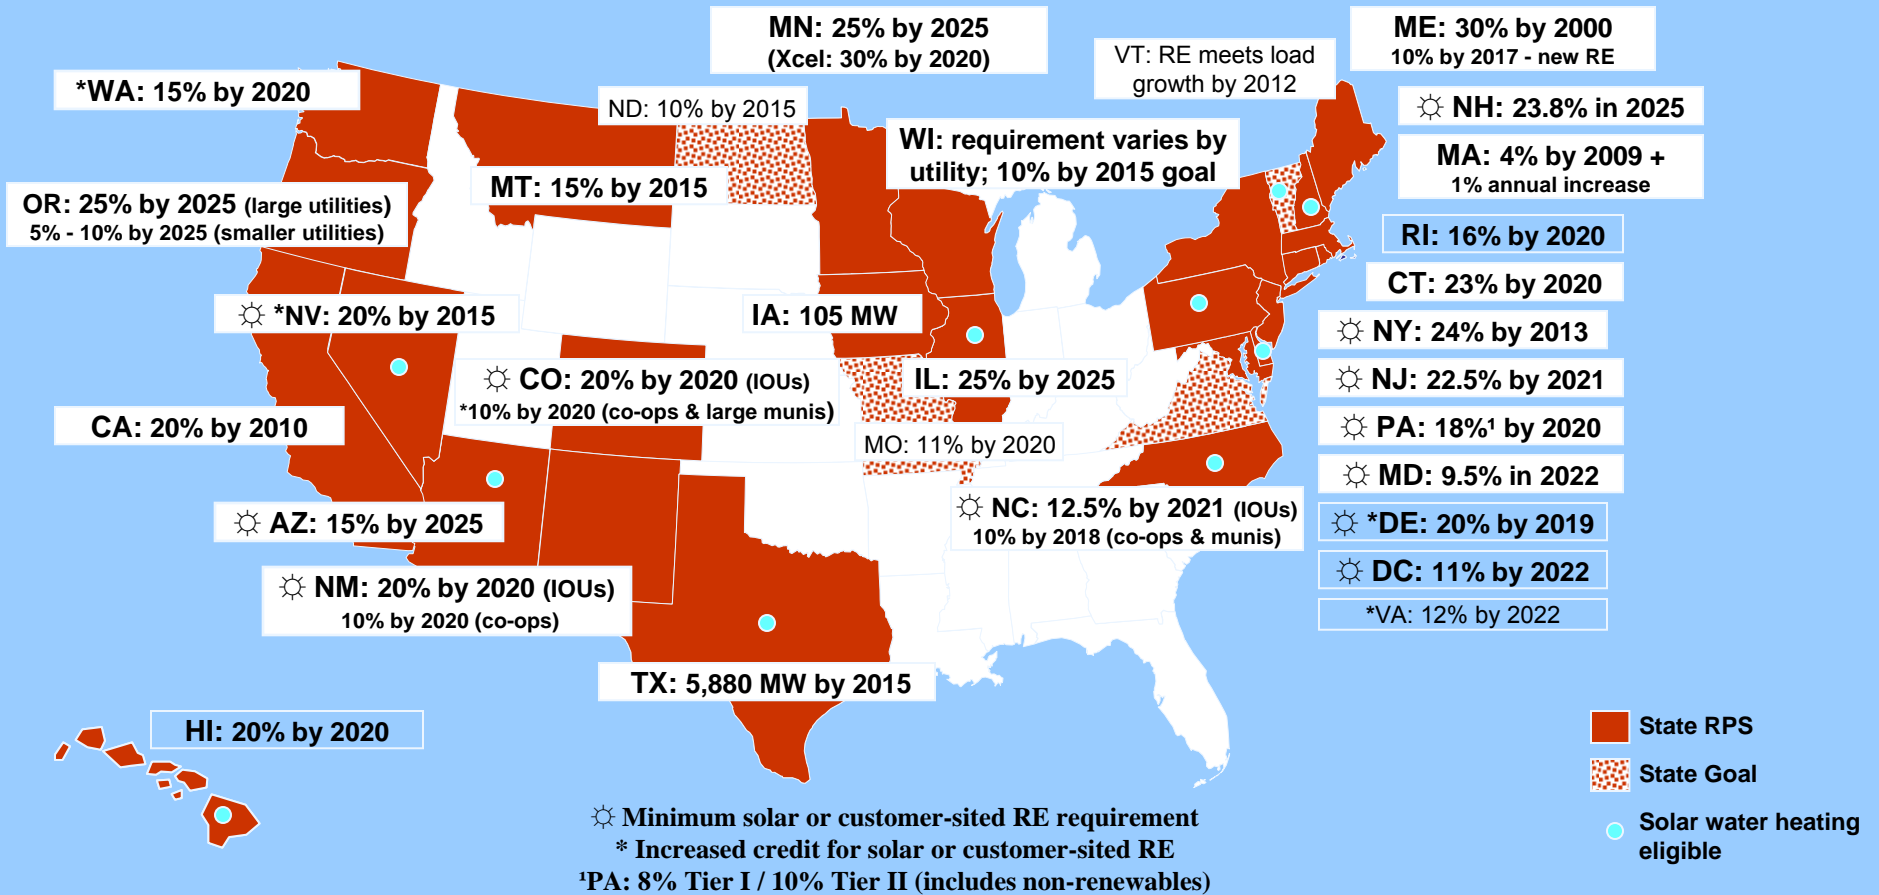 MN: 25% by 2025
(Xcel: 30% by 2020)
VT: RE meets load
growth by 2012
ME: 30% by 2000
10% by 2017 - new RE
*WA: 15% by 2020
ND: 10% by 2015
☼ NH: 23.8% in 2025
WI: requirement varies by
utility; 10% by 2015 goal
MA: 4% by 2009 +
1% annual increase
MT: 15% by 2015
OR: 25% by 2025 (large utilities)
5% - 10% by 2025 (smaller utilities)
RI: 16% by 2020
CT: 23% by 2020
☼ *NV: 20% by 2015
IA: 105 MW
☼ NY: 24% by 2013
☼ CO: 20% by 2020 (IOUs)
*10% by 2020 (co-ops & large munis)
IL: 25% by 2025
☼ NJ: 22.5% by 2021
CA: 20% by 2010
MO: 11% by 2020
☼ PA: 18%¹ by 2020
☼ MD: 9.5% in 2022
☼ AZ: 15% by 2025
☼ NC: 12.5% by 2021 (IOUs)
10% by 2018 (co-ops & munis)
☼ *DE: 20% by 2019
☼ DC: 11% by 2022
☼ NM: 20% by 2020 (IOUs)
10% by 2020 (co-ops)
*VA: 12% by 2022
TX: 5,880 MW by 2015
HI: 20% by 2020
State RPS
State Goal
Solar water heating
eligible
☼ Minimum solar or customer-sited RE requirement
* Increased credit for solar or customer-sited RE
¹PA: 8% Tier I / 10% Tier II (includes non-renewables)